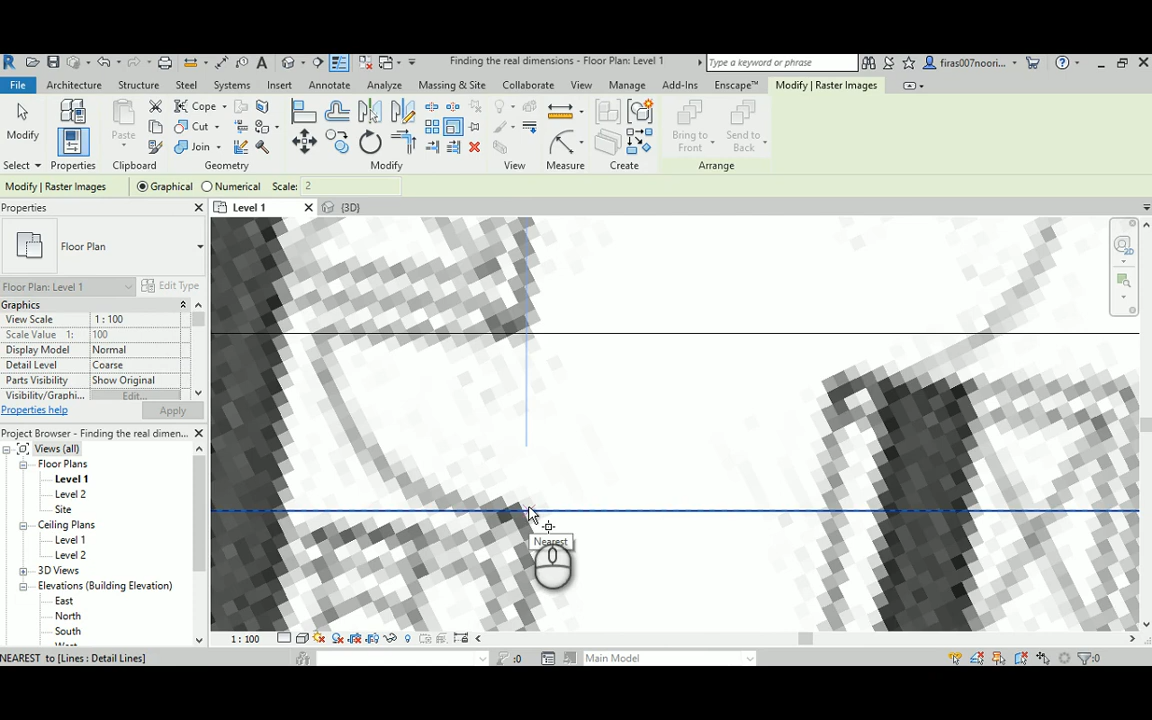 Finding the real dimensions - Floor Plan: Level 1
Type a keyword or phrase
firas007noori...
File
Architecture
Structure
Steel
Systems
Insert
Annotate
Analyze
Massing & Site
Collaborate
View
Manage
Add-Ins
Enscape™
Modify | Raster Images
Modify
Paste
Cope
Cut
Join
Bring to
Front
Send to
Back
Select
Properties
Clipboard
Geometry
Modify
View
Measure
Create
Arrange
Modify | Raster Images
Graphical
Numerical
Scale: 2
Properties
Level 1
{3D}
Floor Plan
Floor Plan: Level 1
Edit Type
Graphics
View Scale 1 : 100
Scale Value 1: 100
Display Model Normal
Detail Level Coarse
Parts Visibility Show Original
Visibility/Graphi... Edit...
Properties help
Apply
Project Browser - Finding the real dimen...
Views (all)
Floor Plans
Level 1
Level 2
Site
Ceiling Plans
Level 1
Level 2
3D Views
Elevations (Building Elevation)
East
North
South
Nearest
2D
1 : 100
NEAREST to [Lines : Detail Lines]
:0
Main Model
:0